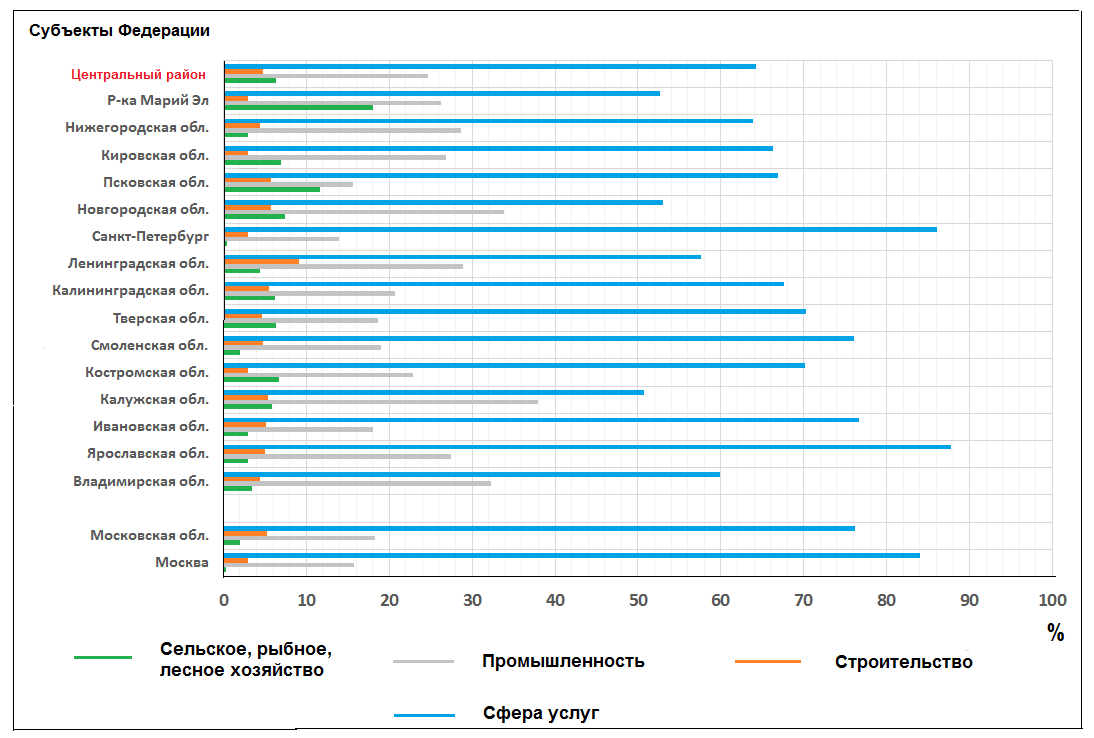 Субъекты Федерации
Центральный район
Р-ка Марий Эл
Нижегородская обл.
Кировская обл.
Псковская обл.
Новгородская обл.
Санкт-Петербург
Ленинградская обл.
Калининградская обл.
Тверская обл.
Смоленская обл.
Костромская обл.
Калужская обл.
Ивановская обл.
Ярославская обл.
Владимирская обл.
Московская обл.
Москва
0 10 20 30 40 50 60 70 80 90 100
%
Сельское, рыбное,
лесное хозяйство
Промышленность
Строительство
Сфера услуг